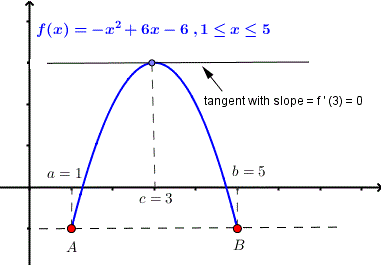 f(x) = −x² + 6x − 6 , 1 ≤ x ≤ 5
tangent with slope = f ' (3) = 0
a = 1
b = 5
c = 3
A
B